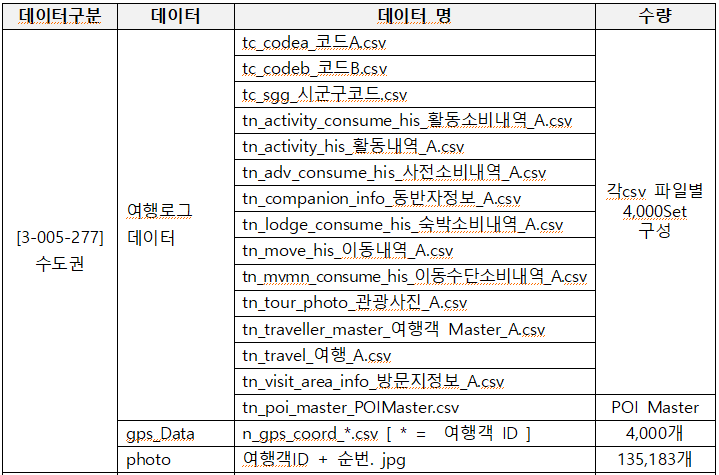 데이터구분 데이터 데이터 명 수량
[3-005-277] 수도권
여행로그 데이터
tc_codea_코드A.csv
tc_codeb_코드B.csv
tc_sgg_시군구코드.csv
tn_activity_consume_his_활동소비내역_A.csv
tn_activity_his_활동내역_A.csv
tn_adv_consume_his_사전소비내역_A.csv
tn_companion_info_동반자정보_A.csv
tn_lodge_consume_his_숙박소비내역_A.csv
tn_move_his_이동내역_A.csv
tn_mvmn_consume_his_이동수단소비내역_A.csv
tn_tour_photo_관광사진_A.csv
tn_traveller_master_여행객 Master_A.csv
tn_travel_여행_A.csv
tn_visit_area_info_방문지정보_A.csv
각csv 파일별
4,000Set
구성
tn_poi_master_POIMaster.csv POI Master
gps_Data n_gps_coord_*.csv [ * = 여행객 ID ] 4,000개
photo 여행객ID + 순번. jpg 135,183개